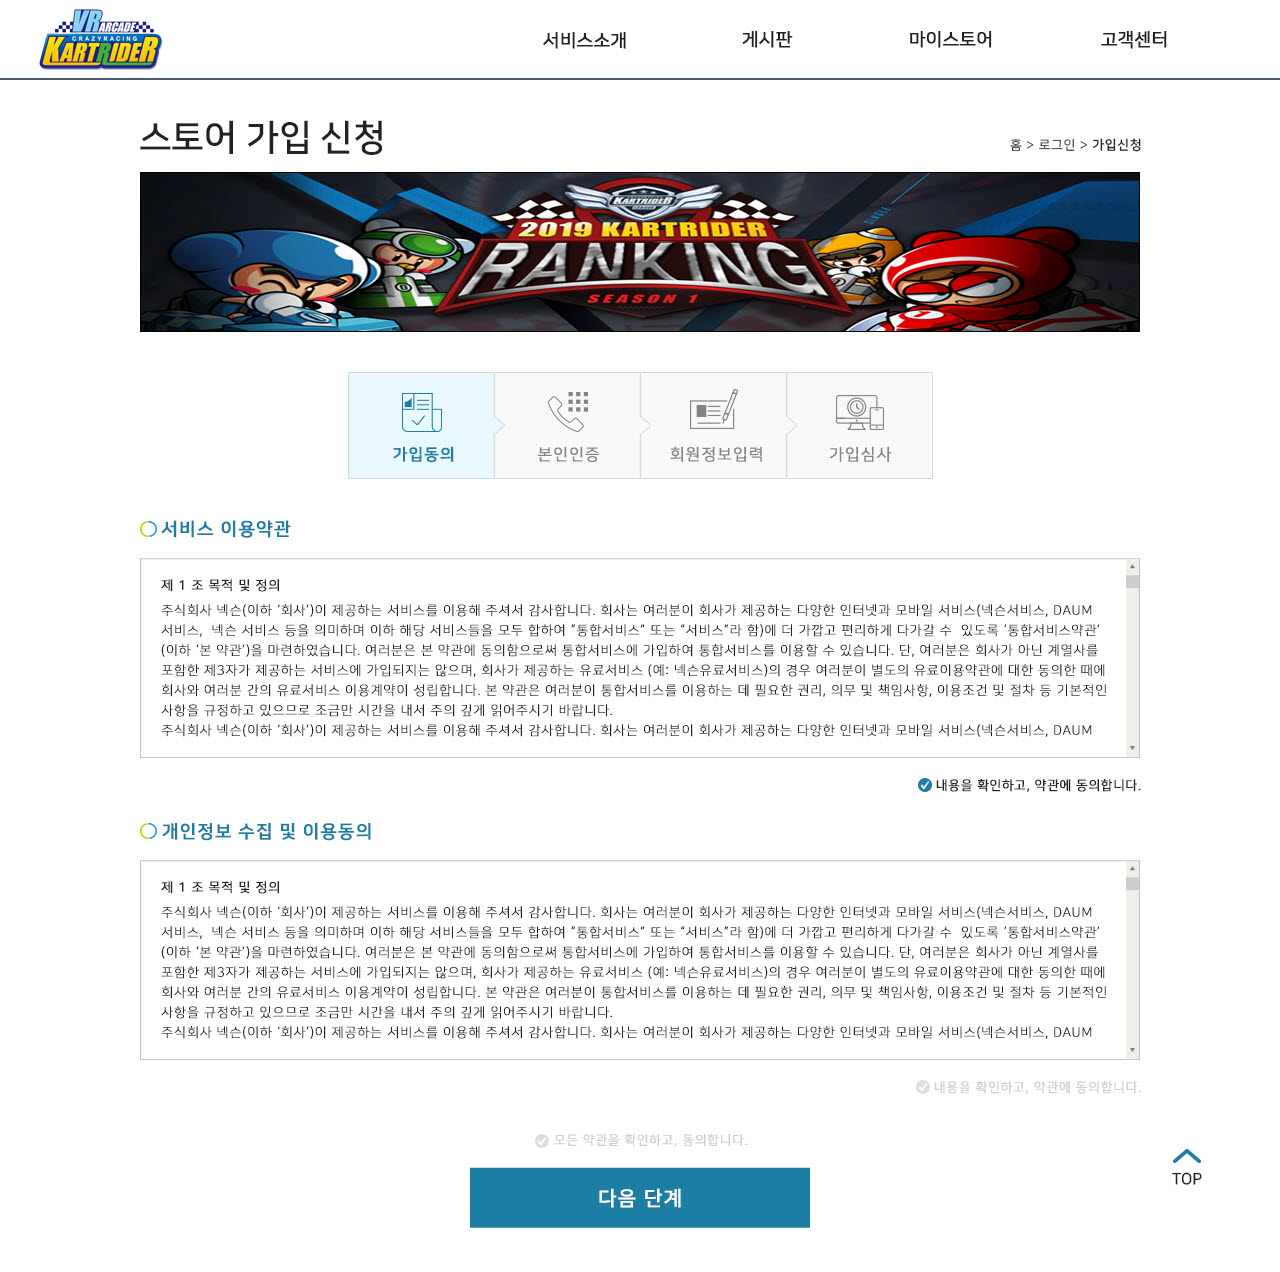 VR ARCADE
CRAZYRACING
KARTRIDER
서비스소개
게시판
마이스토어
고객센터
스토어 가입 신청
홈 > 로그인 > 가입신청
KARTRIDER
LEAGUE
SINGLE
2019 KARTRIDER
RANKING
SEASON 1
가입동의
본인인증
회원정보입력
가입심사
서비스 이용약관
제 1 조 목적 및 정의
주식회사 넥슨(이하 ‘회사’)이 제공하는 서비스를 이용해 주셔서 감사합니다. 회사는 여러분이 회사가 제공하는 다양한 인터넷과 모바일 서비스(넥슨서비스, DAUM
서비스,  넥슨 서비스 등을 의미하며 이하 해당 서비스들을 모두 합하여 “통합서비스“ 또는 “서비스”라 함)에 더 가깝고 편리하게 다가갈 수  있도록 ‘통합서비스약관’
(이하 ‘본 약관’)을 마련하였습니다. 여러분은 본 약관에 동의함으로써 통합서비스에 가입하여 통합서비스를 이용할 수 있습니다. 단, 여러분은 회사가 아닌 계열사를
포함한 제3자가 제공하는 서비스에 가입되지는 않으며, 회사가 제공하는 유료서비스 (예: 넥슨유료서비스)의 경우 여러분이 별도의 유료이용약관에 대한 동의한 때에
회사와 여러분 간의 유료서비스 이용계약이 성립합니다. 본 약관은 여러분이 통합서비스를 이용하는 데 필요한 권리, 의무 및 책임사항, 이용조건 및 절차 등 기본적인
사항을 규정하고 있으므로 조금만 시간을 내서 주의 깊게 읽어주시기 바랍니다.
주식회사 넥슨(이하 ‘회사’)이 제공하는 서비스를 이용해 주셔서 감사합니다. 회사는 여러분이 회사가 제공하는 다양한 인터넷과 모바일 서비스(넥슨서비스, DAUM
내용을 확인하고, 약관에 동의합니다.
개인정보 수집 및 이용동의
제 1 조 목적 및 정의
주식회사 넥슨(이하 ‘회사’)이 제공하는 서비스를 이용해 주셔서 감사합니다. 회사는 여러분이 회사가 제공하는 다양한 인터넷과 모바일 서비스(넥슨서비스, DAUM
서비스,  넥슨 서비스 등을 의미하며 이하 해당 서비스들을 모두 합하여 “통합서비스“ 또는 “서비스”라 함)에 더 가깝고 편리하게 다가갈 수  있도록 ‘통합서비스약관’
(이하 ‘본 약관’)을 마련하였습니다. 여러분은 본 약관에 동의함으로써 통합서비스에 가입하여 통합서비스를 이용할 수 있습니다. 단, 여러분은 회사가 아닌 계열사를
포함한 제3자가 제공하는 서비스에 가입되지는 않으며, 회사가 제공하는 유료서비스 (예: 넥슨유료서비스)의 경우 여러분이 별도의 유료이용약관에 대한 동의한 때에
회사와 여러분 간의 유료서비스 이용계약이 성립합니다. 본 약관은 여러분이 통합서비스를 이용하는 데 필요한 권리, 의무 및 책임사항, 이용조건 및 절차 등 기본적인
사항을 규정하고 있으므로 조금만 시간을 내서 주의 깊게 읽어주시기 바랍니다.
주식회사 넥슨(이하 ‘회사’)이 제공하는 서비스를 이용해 주셔서 감사합니다. 회사는 여러분이 회사가 제공하는 다양한 인터넷과 모바일 서비스(넥슨서비스, DAUM
내용을 확인하고, 약관에 동의합니다.
모든 약관을 확인하고, 동의합니다.
다음 단계
TOP